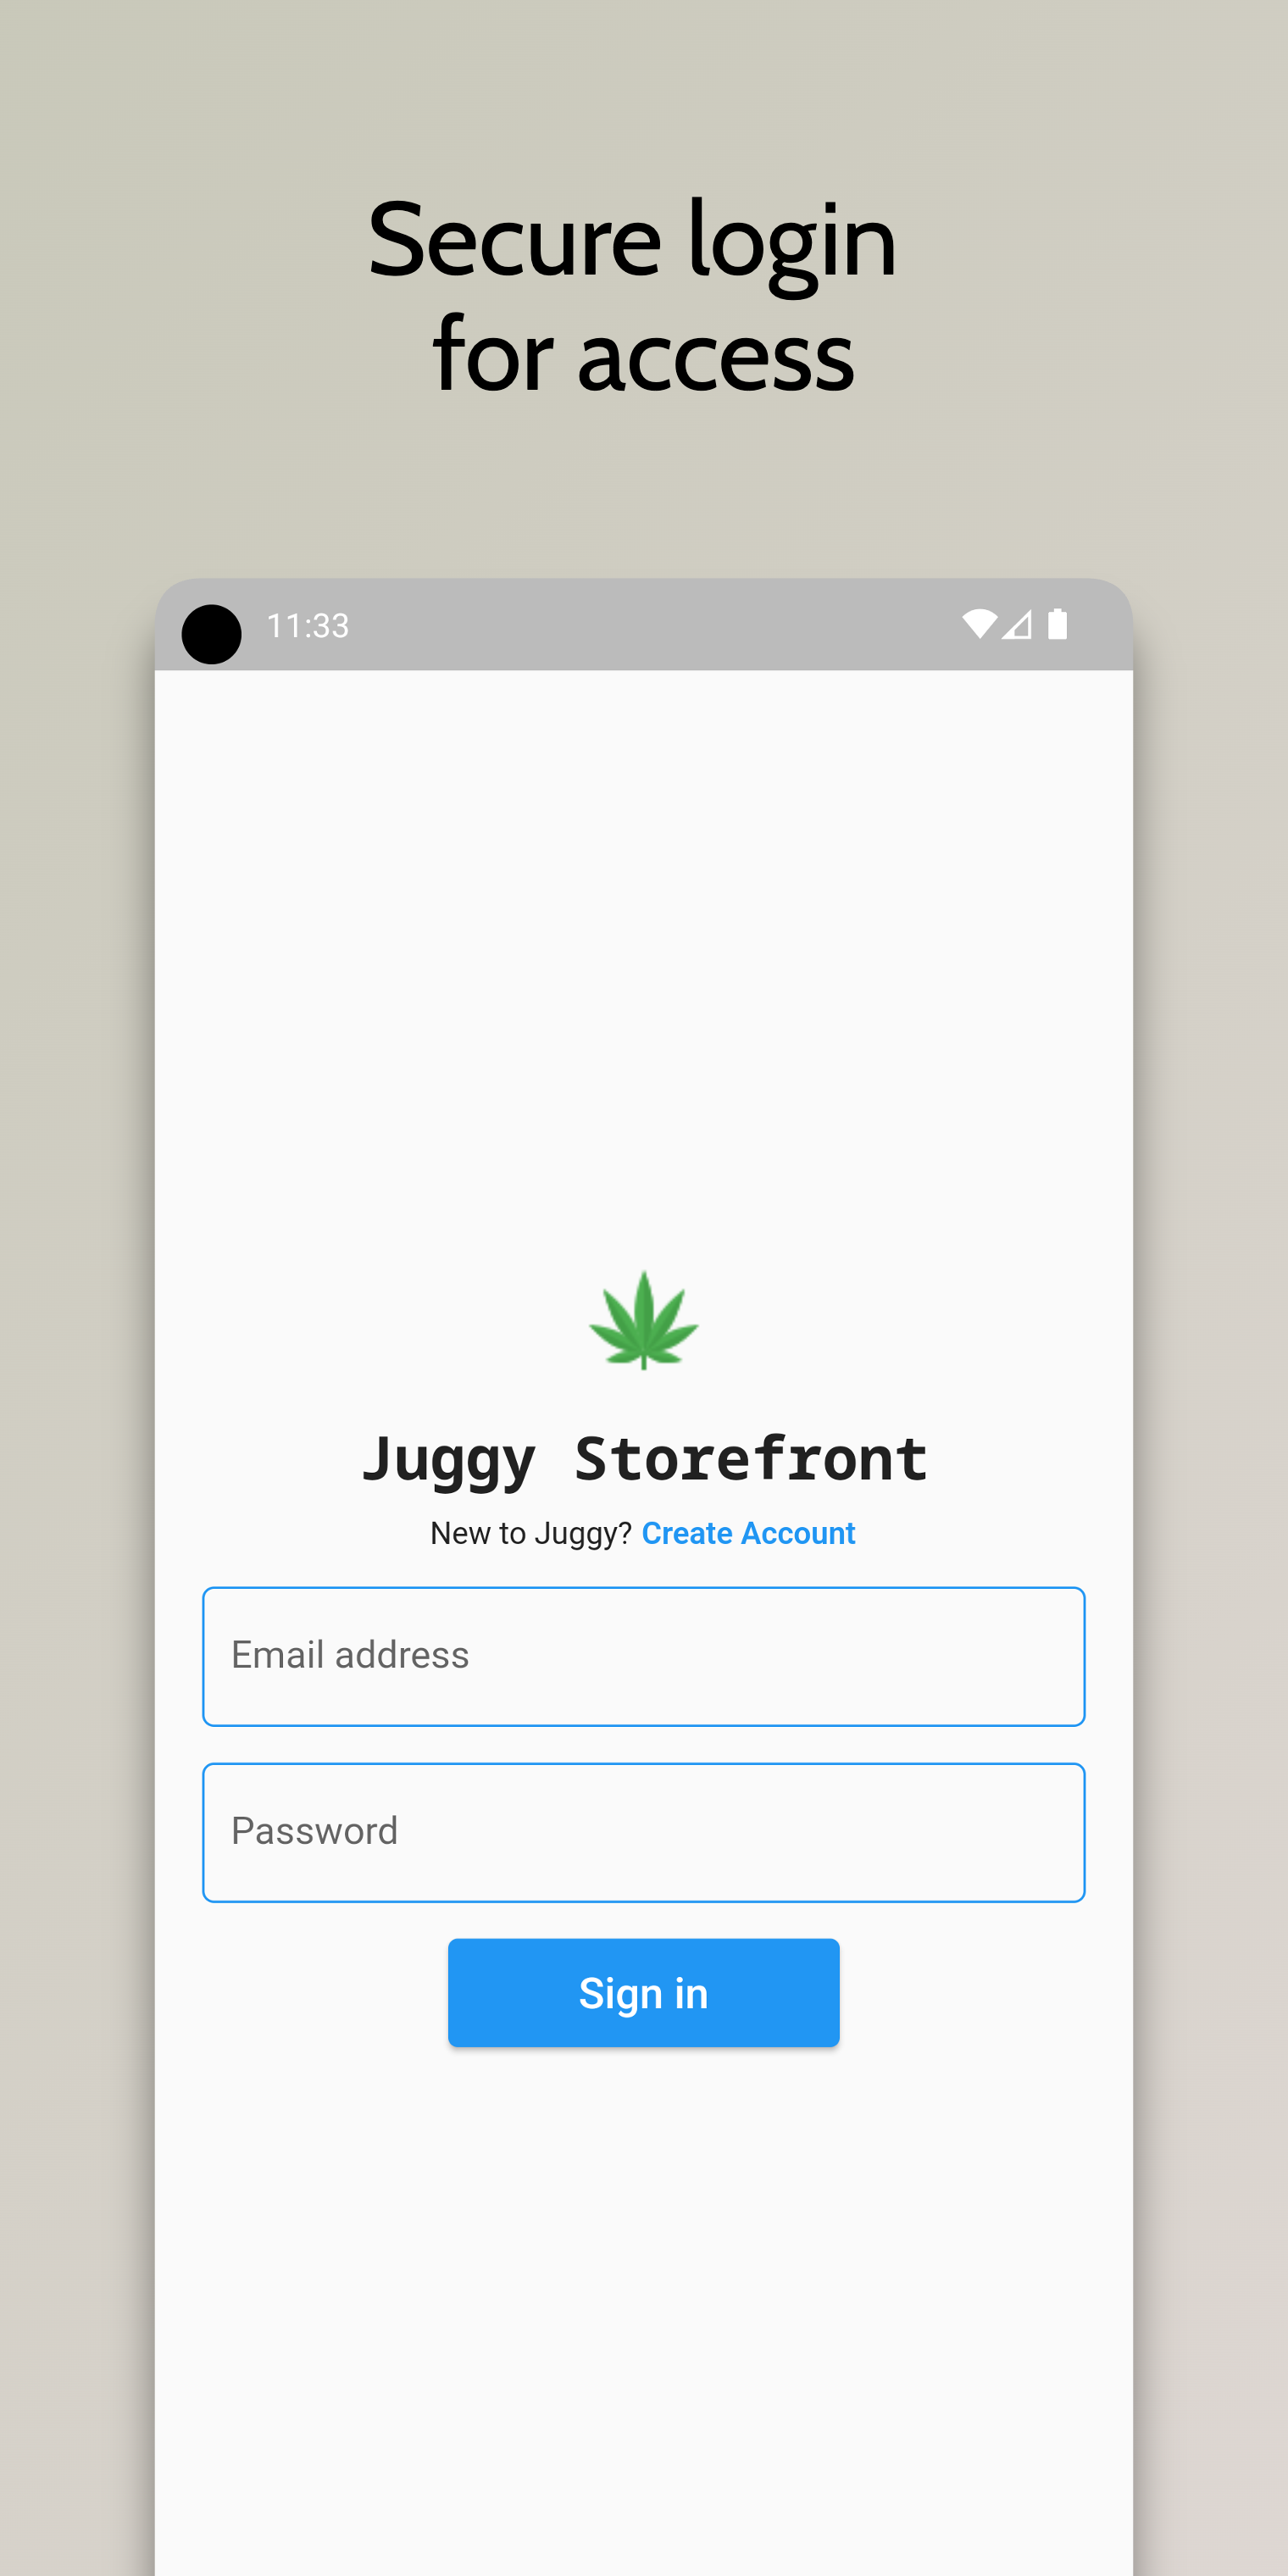 Secure login
for access
11:33
Juggy Storefront
New to Juggy? Create Account
Email address
Password
Sign in